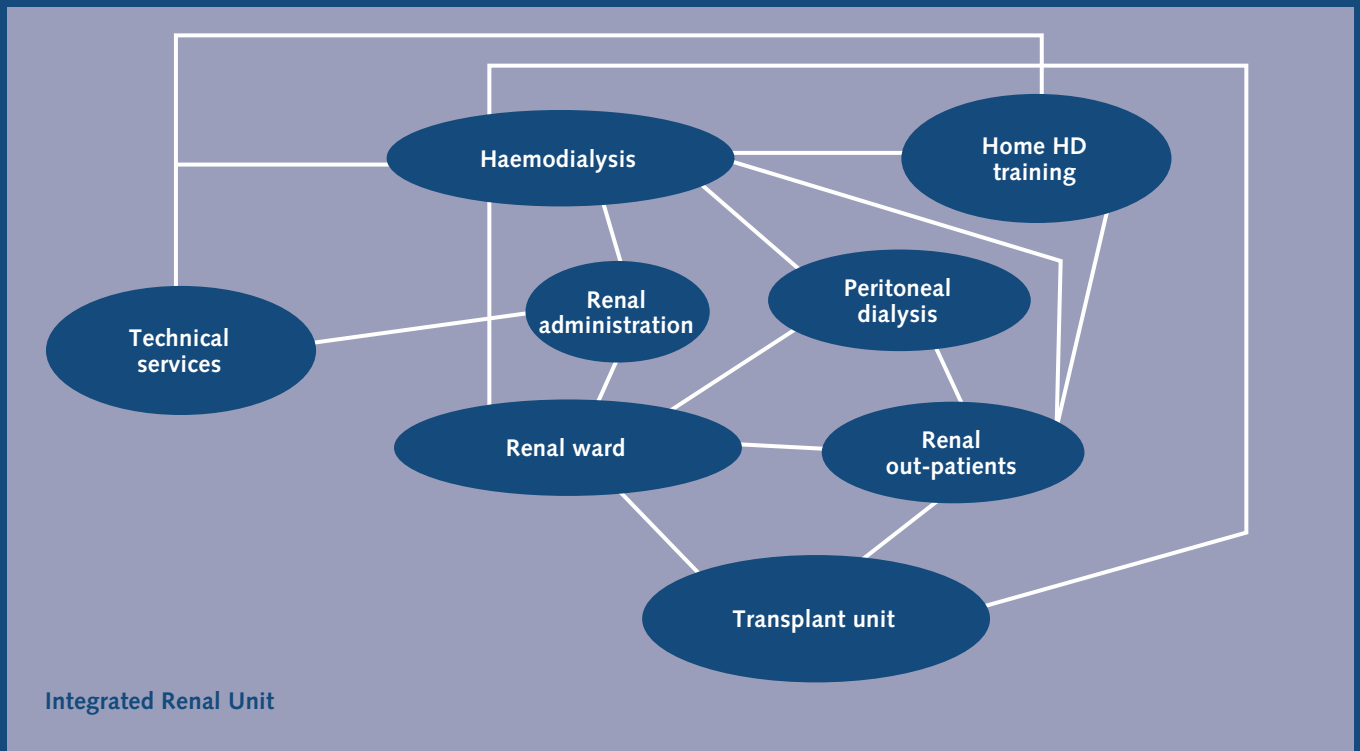 Haemodialysis
Home HD
training
Renal
administration
Peritoneal
dialysis
Technical
services
Renal ward
Renal
out-patients
Transplant unit
Integrated Renal Unit